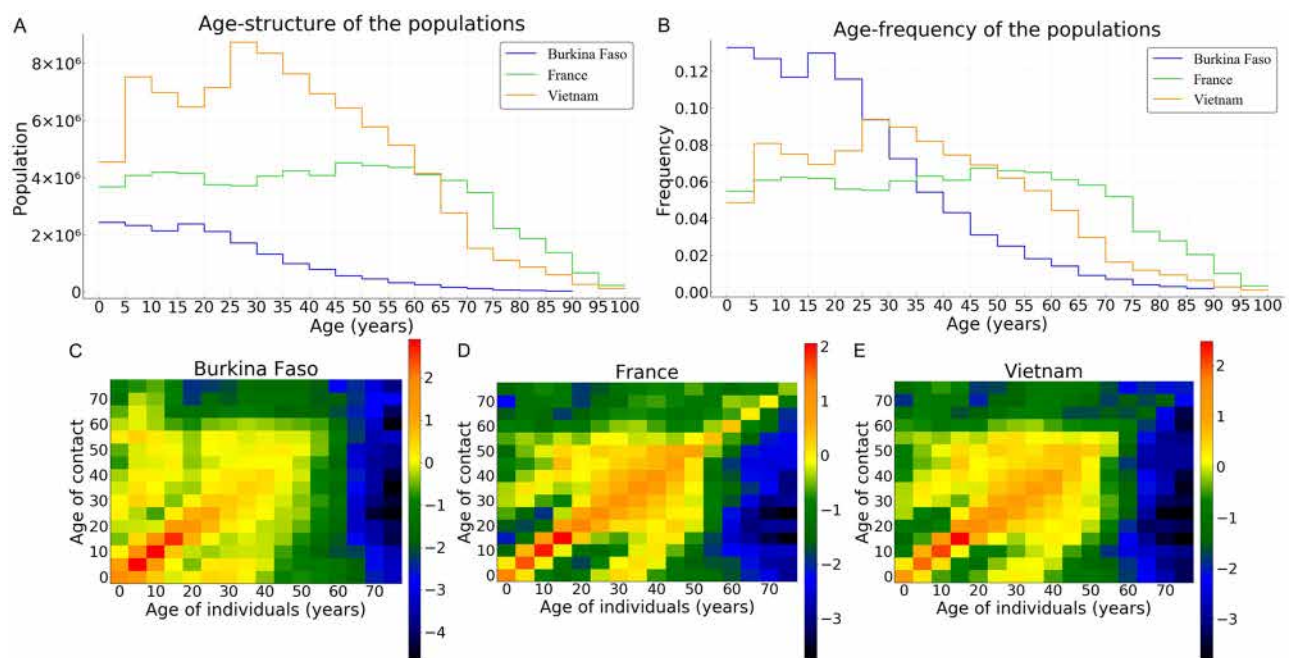 A
Age-structure of the populations
Burkina Faso
France
Vietnam
8×10⁶
6×10⁶
4×10⁶
2×10⁶
0
Population
0 5 10 15 20 25 30 35 40 45 50 55 60 65 70 75 80 85 90 95 100
Age (years)
B
Age-frequency of the populations
Burkina Faso
France
Vietnam
0.12
0.10
0.08
0.06
0.04
0.02
0.00
Frequency
0 5 10 15 20 25 30 35 40 45 50 55 60 65 70 75 80 85 90 95 100
Age (years)
C
Burkina Faso
70
60
50
40
30
20
10
0
Age of contact
0 10 20 30 40 50 60 70
Age of individuals (years)
2
1
0
−1
−2
−3
−4
D
France
70
60
50
40
30
20
10
0
Age of contact
0 10 20 30 40 50 60 70
Age of individuals (years)
2
1
0
−1
−2
−3
E
Vietnam
70
60
50
40
30
20
10
0
Age of contact
0 10 20 30 40 50 60 70
Age of individuals (years)
2
1
0
−1
−2
−3